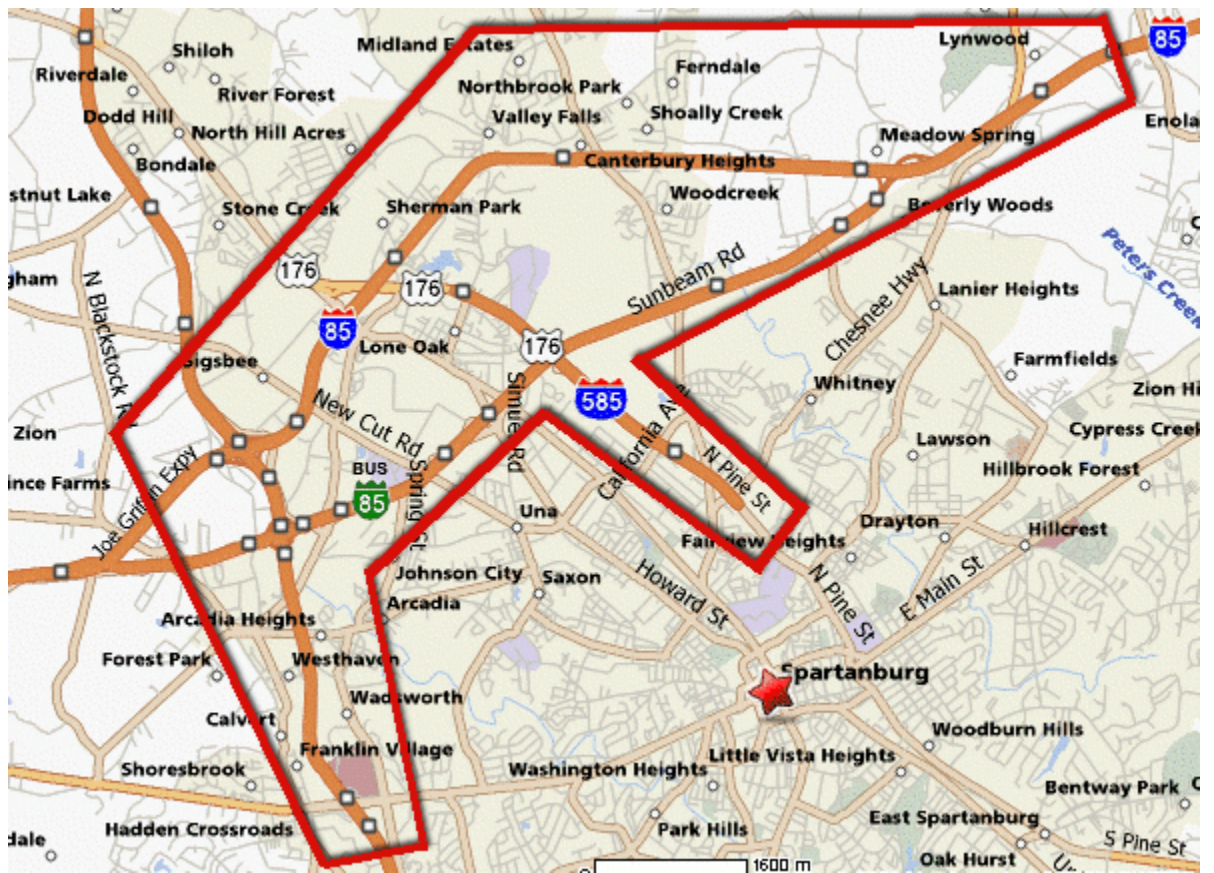 Lynwood
85
Midland Estates
Shiloh
Riverdale
River Forest
Ferndale
Northbrook Park
Shoally Creek
Valley Falls
Dodd Hill
North Hill Acres
Enola
Meadow Spring
Bondale
Canterbury Heights
stnut Lake
Woodcreek
Stone Creek
Sherman Park
Beverly Woods
Peters Creek
176
176
Sunbeam Rd
gham
N Blackstock Rd
Chesnee Hwy
Lanier Heights
85
Lone Oak
176
Sigsbee
Farmfields
Whitney
Zion Hi
585
New Cut Rd
Simuel Rd
California Ave
Zion
Cypress Creek
Lawson
Hillbrook Forest
Joe Griffin Expy
BUS
85
Spring St
N Pine St
ince Farms
Una
Drayton
Hillcrest
Fairview Heights
Johnson City
Saxon
Howard St
N Pine St
E Main St
Arcadia
Arcadia Heights
Forest Park
Westhaven
Spartanburg
Wadsworth
Calvert
Woodburn Hills
Franklin Village
Little Vista Heights
Shoresbrook
Washington Heights
Bentway Park
Hadden Crossroads
Park Hills
East Spartanburg
S Pine St
dale
Oak Hurst
1600 m